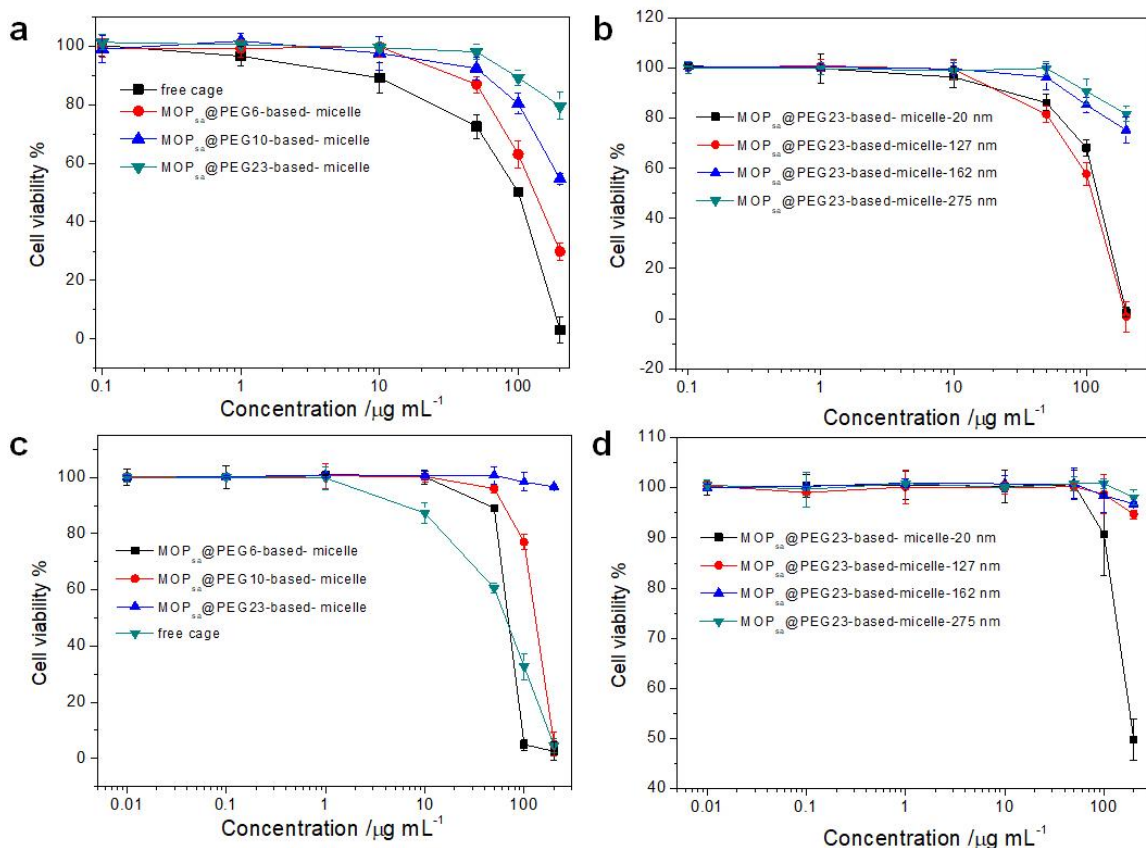 a
120
100
80
60
40
20
0
Cell viability %
free cage
MOPsa@PEG6-based- micelle
MOPsa@PEG10-based- micelle
MOPsa@PEG23-based- micelle
0.1 1 10 100
Concentration /μg mL-1
b
120
100
80
60
40
20
0
-20
Cell viability %
MOPsa@PEG23-based- micelle-20 nm
MOPsa@PEG23-based-micelle-127 nm
MOPsa@PEG23-based-micelle-162 nm
MOPsa@PEG23-based-micelle-275 nm
0.1 1 10 100
Concentration /μg mL-1
c
100
80
60
40
20
0
Cell viability %
MOPsa@PEG6-based- micelle
MOPsa@PEG10-based- micelle
MOPsa@PEG23-based- micelle
free cage
0.01 0.1 1 10 100
Concentration /μg mL-1
d
110
100
90
80
70
60
50
40
Cell viability %
MOPsa@PEG23-based- micelle-20 nm
MOPsa@PEG23-based-micelle-127 nm
MOPsa@PEG23-based-micelle-162 nm
MOPsa@PEG23-based-micelle-275 nm
0.01 0.1 1 10 100
Concentration /μg mL-1